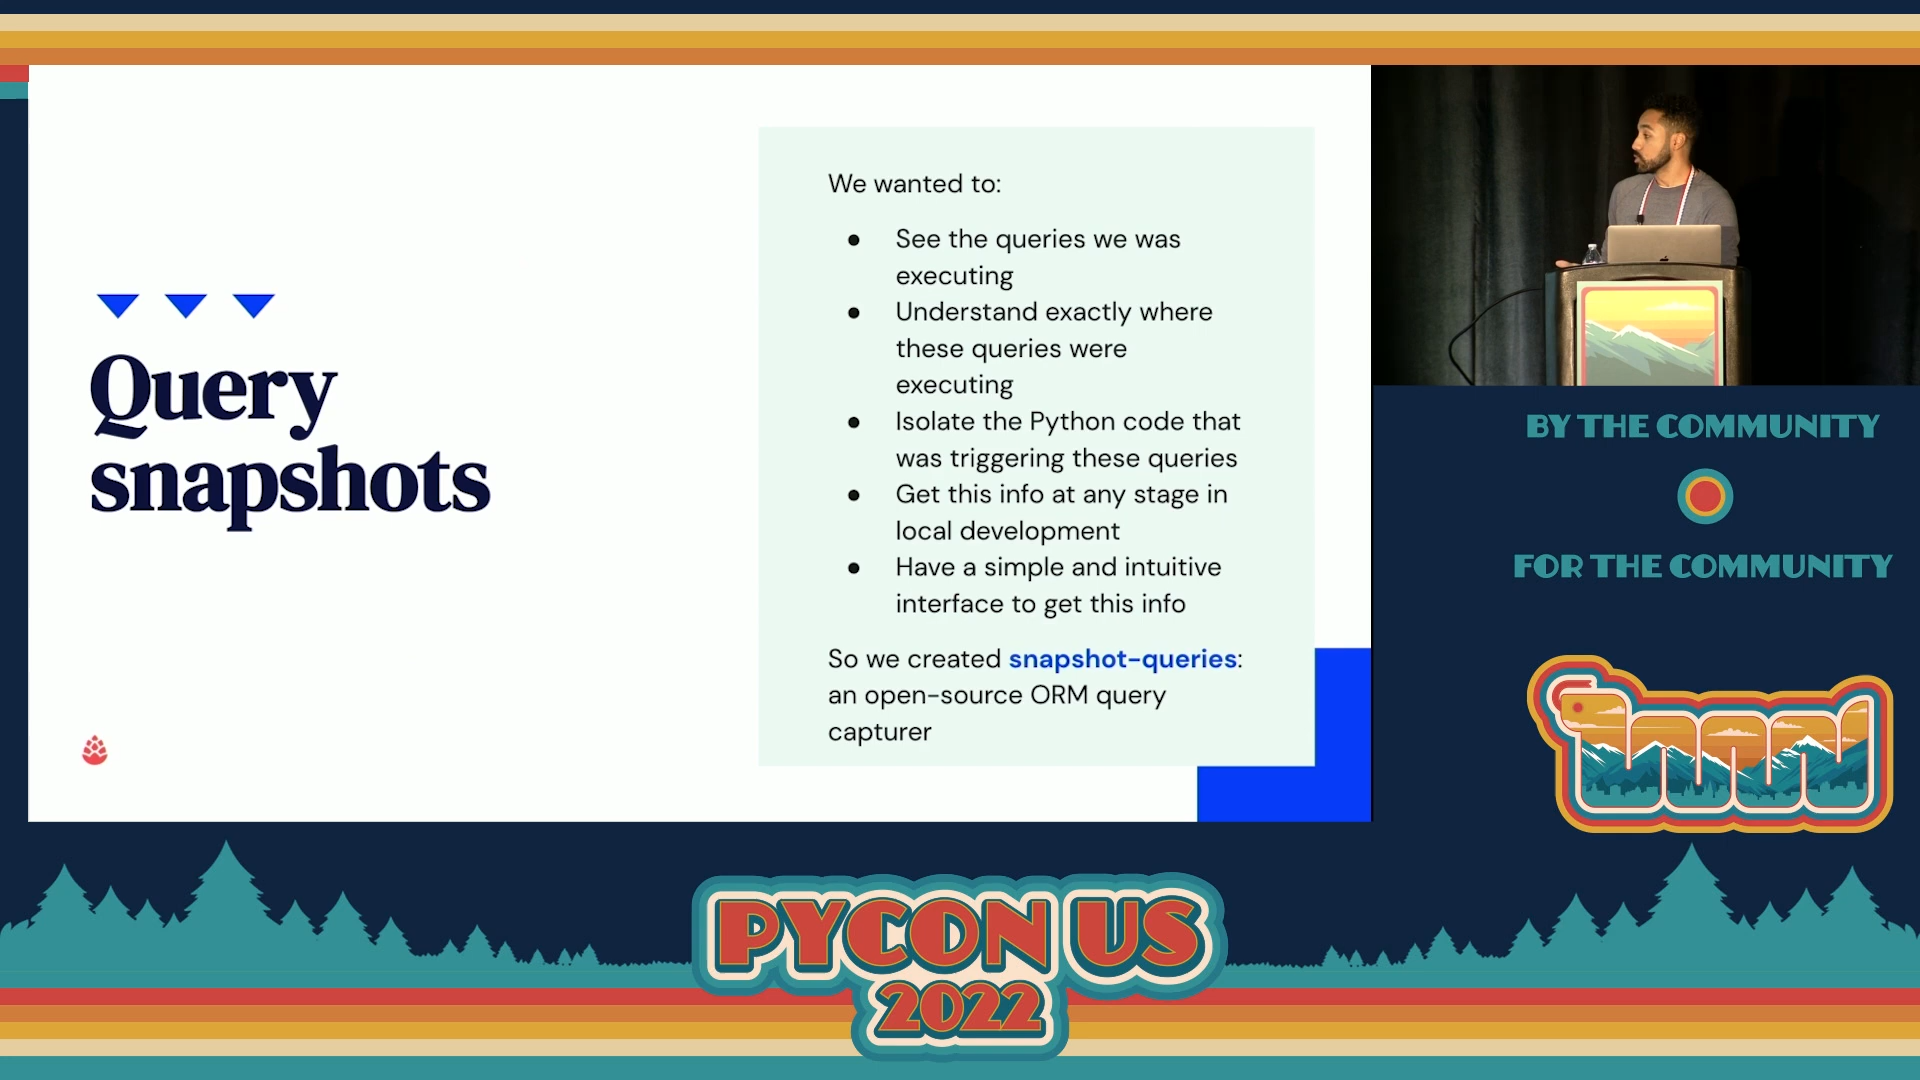 Query
snapshots
We wanted to:
● See the queries we was
executing
● Understand exactly where
these queries were
executing
● Isolate the Python code that
was triggering these queries
● Get this info at any stage in
local development
● Have a simple and intuitive
interface to get this info
So we created snapshot-queries:
an open-source ORM query
capturer
BY THE COMMUNITY
FOR THE COMMUNITY
PYCON US
2022